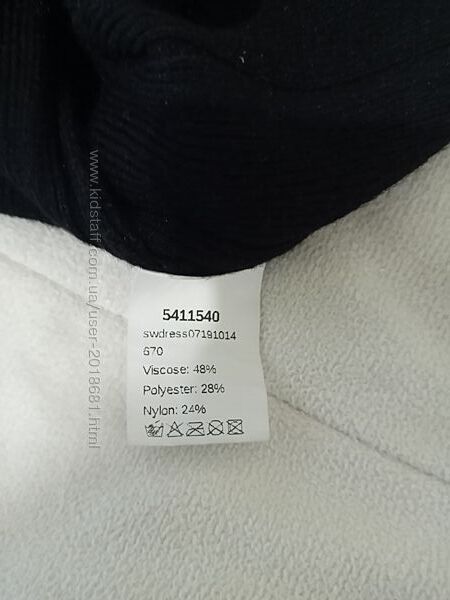 5411540
swdress07191014
670
Viscose: 48%
Polyester: 28%
Nylon: 24%
www.kidstaff.com.ua/user-2018681.html